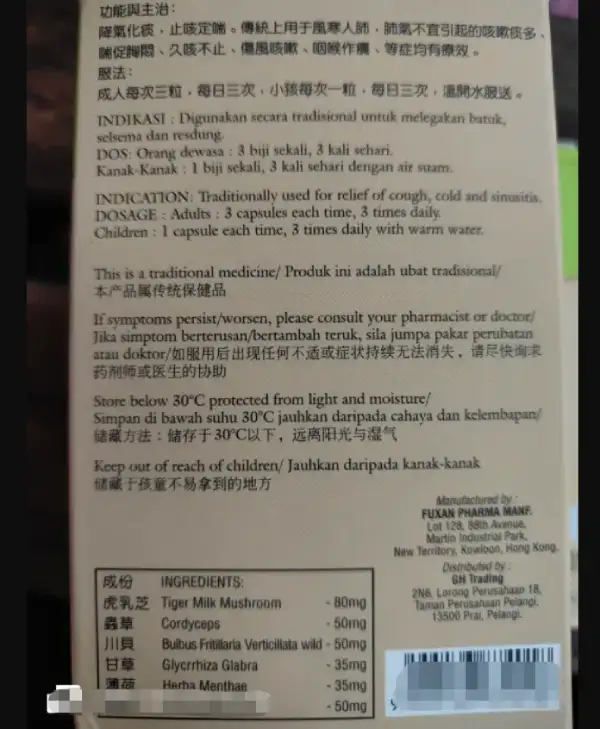 功能與主治:
降氣化痰，止咳定喘。傳統上用于風寒人肺，肺氣不宜引起的咳嗽痰多、
喘促胸悶、久咳不止、傷風咳嗽、咽喉作癢、等症均有療效。
服法:
成人每次三粒，每日三次，小孩每次一粒，每日三次，溫開水服送。
INDIKASI : Digunakan secara tradisional untuk melegakan batuk,
selsema dan resdung.
DOS: Orang dewasa : 3 biji sekali, 3 kali sehari.
Kanak-Kanak : 1 biji sekali, 3 kali sehari dengan air suam.
INDICATION: Traditionally used for relief of cough, cold and sinusitis.
DOSAGE : Adults : 3 capsules each time, 3 times daily.
Children : 1 capsule each time, 3 times daily with warm water.
This is a traditional medicine/ Produk ini adalah ubat tradisional/
本产品属传统保健品
If symptoms persist/worsen, please consult your pharmacist or doctor/
Jika simptom berterusan/bertambah teruk, sila jumpa pakar perubatan
atau doktor/如服用后出现任何不适或症状持续无法消失，请尽快询求
药剂师或医生的协助
Store below 30°C protected from light and moisture/
Simpan di bawah suhu 30°C jauhkan daripada cahaya dan kelembapan/
储藏方法：储存于30°C以下，远离阳光与湿气
Keep out of reach of children/ Jauhkan daripada kanak-kanak
储藏于孩童不易拿到的地方
Manufactured by :
FUXAN PHARMA MANF.
Lot 128, 88th Avenue,
Martin Industrial Park,
New Territory, Kowloon, Hong Kong.
Distributed by :
GH Trading
2N6, Lorong Perusahaan 18,
Taman Perusahaan Pelangi,
13500 Prai, Pelangi.
成份 INGREDIENTS:
虎乳芝 Tiger Milk Mushroom - 80mg
蟲草 Cordyceps - 50mg
川貝 Bulbus Fritillaria Verticillata wild - 50mg
甘草 Glycrrhiza Glabra - 35mg
薄荷 Herba Menthae - 35mg
- 50mg